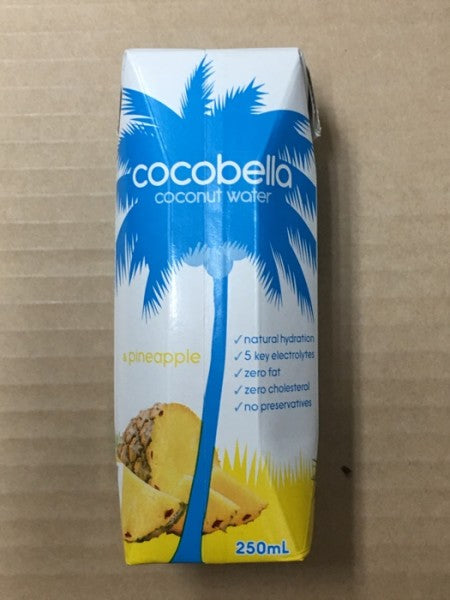 cocobella
coconut water
& pineapple
✓ natural hydration
✓ 5 key electrolytes
✓ zero fat
✓ zero cholesterol
✓ no preservatives
250mL